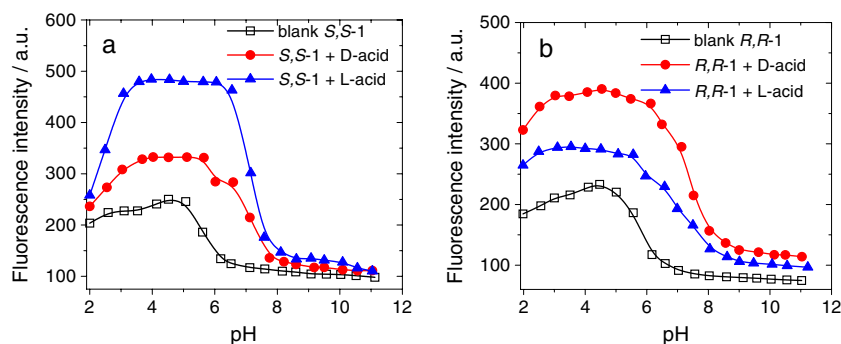 a
blank S,S-1
S,S-1 + D-acid
S,S-1 + L-acid
600
500
400
300
200
100
Fluorescence intensity / a.u.
2 4 6 8 10 12
pH
b
blank R,R-1
R,R-1 + D-acid
R,R-1 + L-acid
500
400
300
200
100
Fluorescence intensity / a.u.
2 4 6 8 10 12
pH